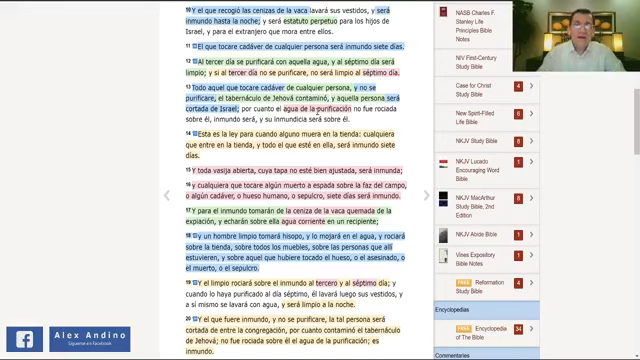 10 Y el que recogió las cenizas de la vaca lavará sus vestidos, y será
inmundo hasta la noche; y será estatuto perpetuo para los hijos de
Israel, y para el extranjero que mora entre ellos.
11 El que tocare cadáver de cualquier persona será inmundo siete días.
12 Al tercer día se purificará con aquella agua, y al séptimo día será
limpio; y si al tercer día no se purificare, no será limpio al séptimo día.
13 Todo aquel que tocare cadáver de cualquier persona, y no se
purificare, el tabernáculo de Jehová contaminó, y aquella persona será
cortada de Israel; por cuanto el agua de la purificación no fue rociada
sobre él, inmundo será, y su inmundicia será sobre él.
14 Esta es la ley para cuando alguno muera en la tienda: cualquiera
que entre en la tienda, y todo el que esté en ella, será inmundo siete
días.
15 Y toda vasija abierta, cuya tapa no esté bien ajustada, será inmunda;
16 y cualquiera que tocare algún muerto a espada sobre la faz del campo,
o algún cadáver, o hueso humano, o sepulcro, siete días será inmundo.
17 Y para el inmundo tomarán de la ceniza de la vaca quemada de la
expiación, y echarán sobre ella agua corriente en un recipiente;
18 y un hombre limpio tomará hisopo, y lo mojará en el agua, y rociará
sobre la tienda, sobre todos los muebles, sobre las personas que allí
estuvieren, y sobre aquel que hubiere tocado el hueso, o el asesinado, o
el muerto, o el sepulcro.
19 Y el limpio rociará sobre el inmundo al tercero y al séptimo día; y
cuando lo haya purificado al día séptimo, él lavará luego sus vestidos, y
a sí mismo se lavará con agua, y será limpio a la noche.
20 Y el que fuere inmundo, y no se purificare, la tal persona será
cortada de entre la congregación, por cuanto contaminó el tabernáculo
de Jehová; no fue rociada sobre él el agua de la purificación; es
inmundo.
NASB Charles F.
Stanley Life
Principles Bible
Notes
NIV First-Century
Study Bible
Case for Christ
Study Bible
4
New Spirit-Filled
Life Bible
6
NKJV Study Bible
8
NKJV Lucado
Encouraging Word
Bible
1
NKJV MacArthur
Study Bible, 2nd
Edition
8
NKJV Abide Bible
1
Vines Expository
Bible Notes
1
FREE Reformation
Study Bible
4
Encyclopedias
FREE Encyclopedia
of The Bible
34
Commentaries
Alex Andino
Sígueme en Facebook